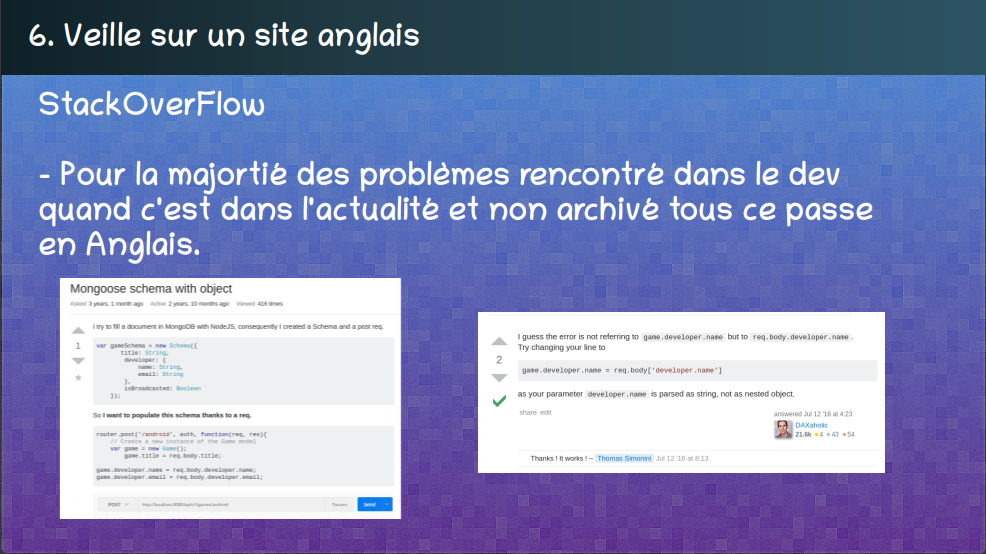 6. Veille sur un site anglais
StackOverFlow
- Pour la majortié des problèmes rencontré dans le dev
quand c'est dans l'actualité et non archivé tous ce passe
en Anglais.
Mongoose schema with object
Asked 3 years, 1 month ago Active 2 years, 10 months ago Viewed 416 times
I try to fill a document in MongoDB with NodeJS, consequently I created a Schema and a post req.
1
var gameSchema = new Schema({
title: String,
developer: {
name: String,
email: String
},
isBroadcasted: Boolean
});
So I want to populate this schema thanks to a req.
router.post('/android', auth, function(req, res){
// Create a new instance of the Game model
var game = new Game();
game.title = req.body.title;
game.developer.name = req.body.developer.name;
game.developer.email = req.body.developer.email;
POST
Params
Send
I guess the error is not referring to game.developer.name but to req.body.developer.name.
Try changing your line to
2
game.developer.name = req.body['developer.name']
as your parameter developer.name is parsed as string, not as nested object.
share edit
answered Jul 12 '16 at 4:23
DAXaholic
21.6k 4 43 54
Thanks ! It works ! – Thomas Simonini Jul 12 '16 at 8:13